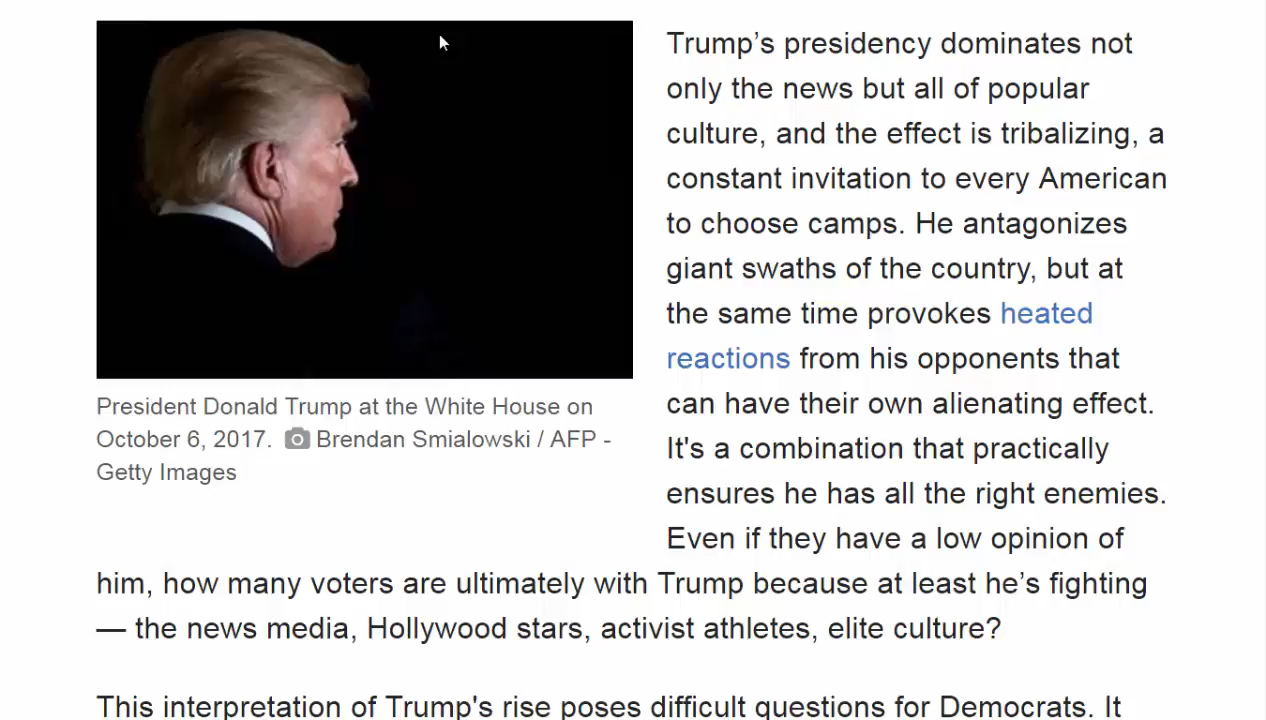 Trump’s presidency dominates not
only the news but all of popular
culture, and the effect is tribalizing, a
constant invitation to every American
to choose camps. He antagonizes
giant swaths of the country, but at
the same time provokes heated
reactions from his opponents that
can have their own alienating effect.
It's a combination that practically
ensures he has all the right enemies.
Even if they have a low opinion of
him, how many voters are ultimately with Trump because at least he’s fighting
— the news media, Hollywood stars, activist athletes, elite culture?
President Donald Trump at the White House on
October 6, 2017. Brendan Smialowski / AFP -
Getty Images
This interpretation of Trump's rise poses difficult questions for Democrats. It